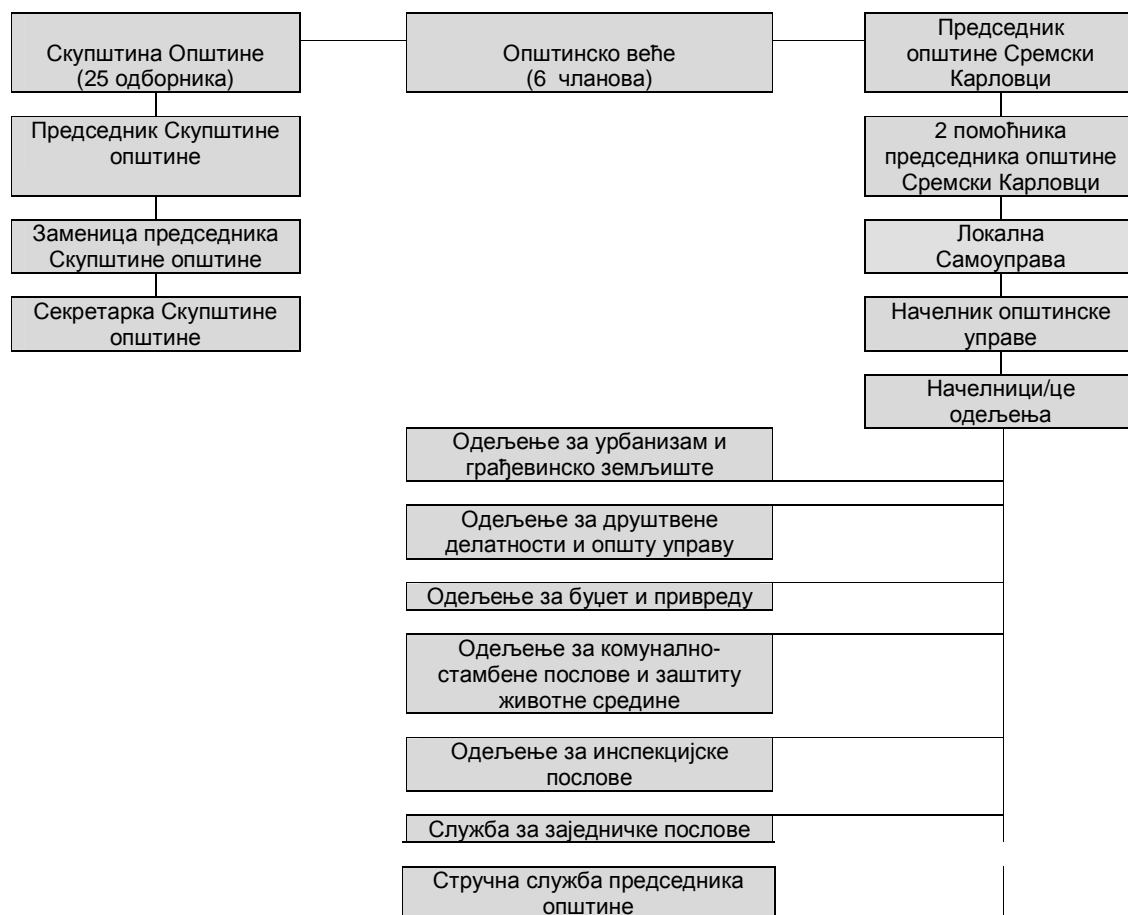 Скупштина Општине
(25 одборника)
Општинско веће
(6 чланова)
Председник
општине Сремски
Карловци
Председник Скупштине
општине
2 помоћника
председника општине
Сремски Карловци
Заменица председника
Скупштине општине
Локална
Самоуправа
Секретарка Скупштине
општине
Начелник општинске
управе
Начелници/це
одељења
Одељење за урбанизам и
грађевинско земљиште
Одељење за друштвене
делатности и општу управу
Одељење за буџет и привреду
Одељење за комунално-
стамбене послове и заштиту
животне средине
Одељење за инспекцијске
послове
Служба за заједничке послове
Стручна служба председника
општине